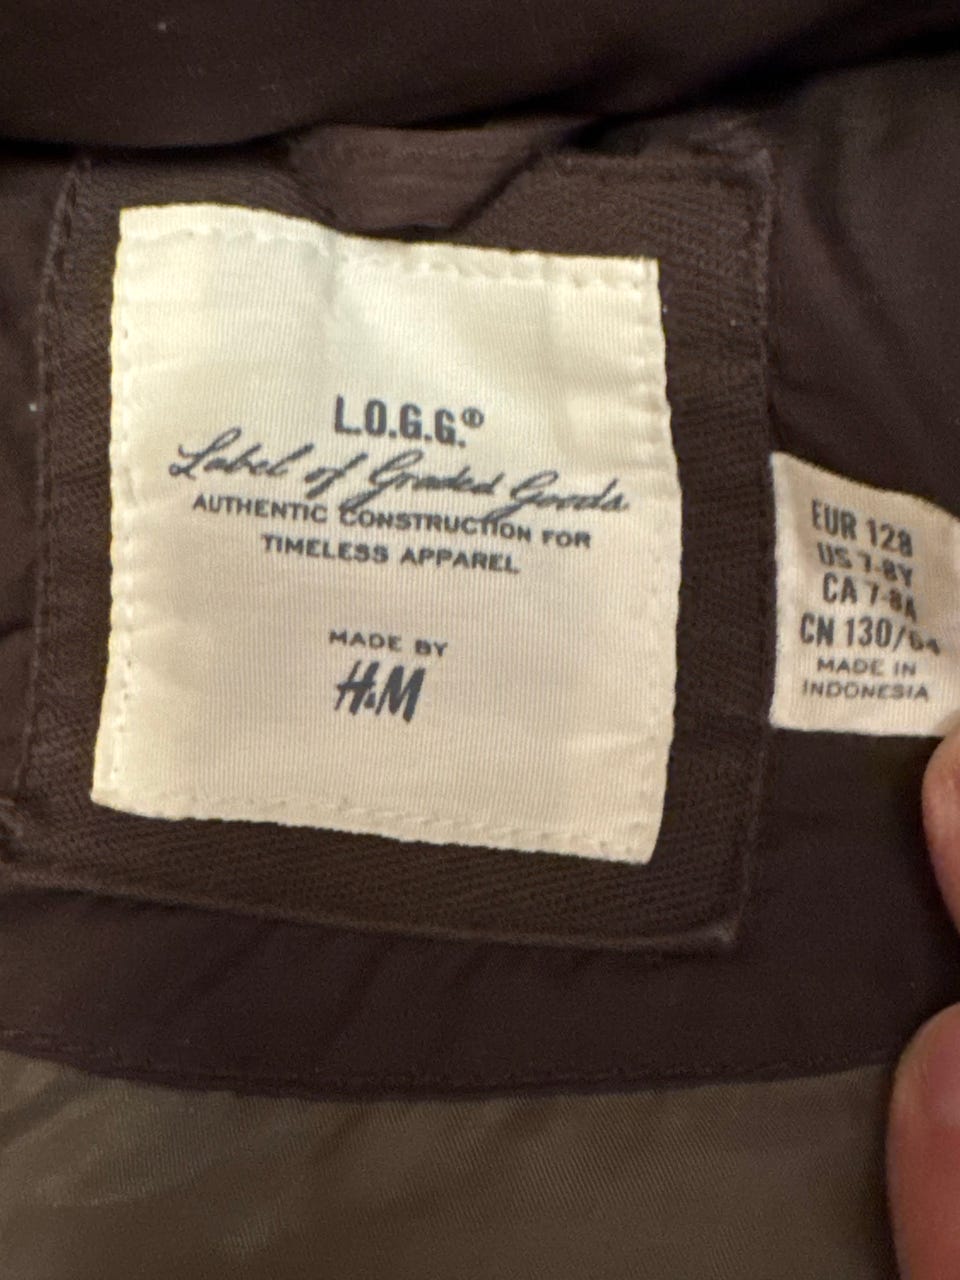 L.O.G.G.®
Label of Graded Goods
AUTHENTIC CONSTRUCTION FOR
TIMELESS APPAREL
MADE BY
H&M
EUR 128
US 7-8Y
CA 7-8A
CN 130/64
MADE IN
INDONESIA